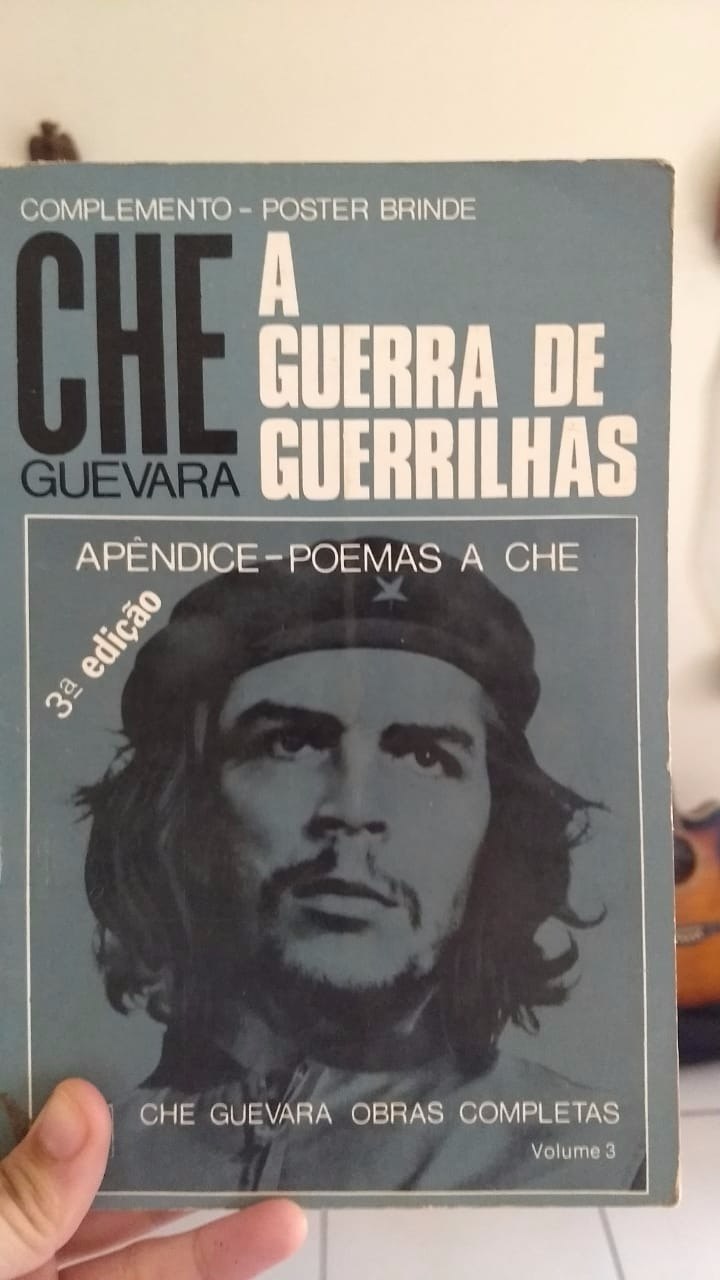 COMPLEMENTO - POSTER BRINDE
CHE
GUEVARA
A
GUERRA DE
GUERRILHAS
APÊNDICE-POEMAS A CHE
3ª edição
CHE GUEVARA OBRAS COMPLETAS
Volume 3